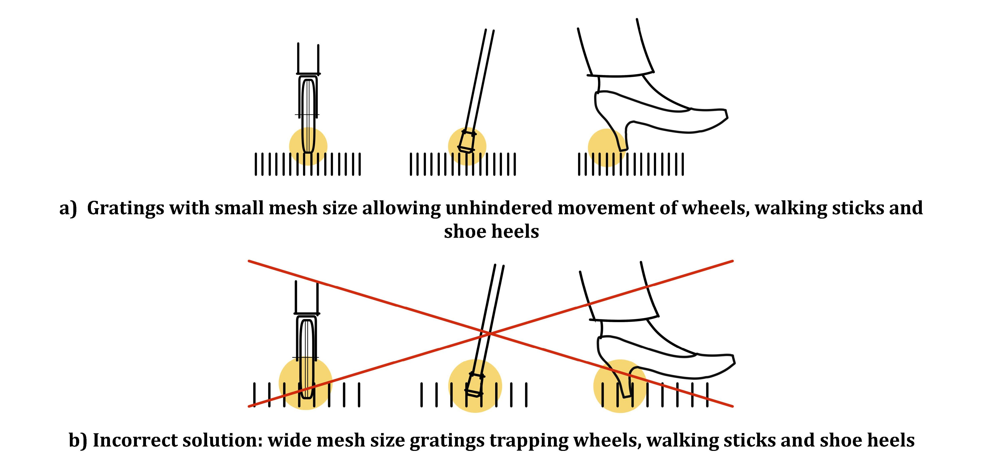 a) Gratings with small mesh size allowing unhindered movement of wheels, walking sticks and
shoe heels
b) Incorrect solution: wide mesh size gratings trapping wheels, walking sticks and shoe heels